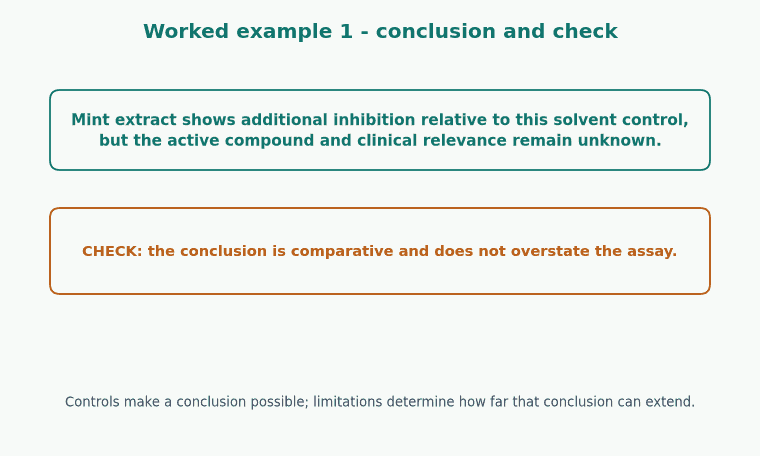 Worked example 1 - conclusion and check
Mint extract shows additional inhibition relative to this solvent control,
but the active compound and clinical relevance remain unknown.
CHECK: the conclusion is comparative and does not overstate the assay.
Controls make a conclusion possible; limitations determine how far that conclusion can extend.